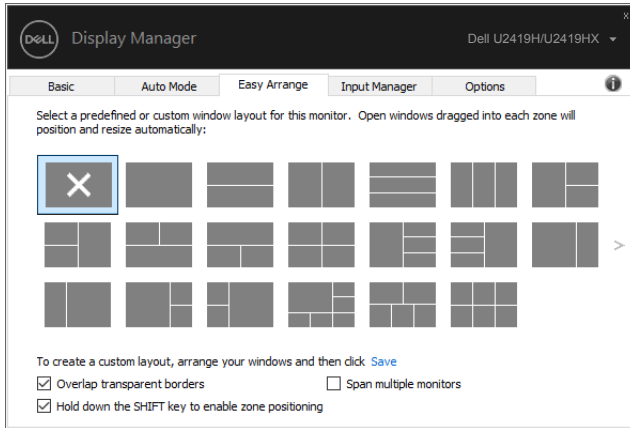 x
DELL Display Manager Dell U2419H/U2419HX
Basic Auto Mode Easy Arrange Input Manager Options i
Select a predefined or custom window layout for this monitor. Open windows dragged into each zone will
position and resize automatically:
>
To create a custom layout, arrange your windows and then click Save
Overlap transparent borders Span multiple monitors
Hold down the SHIFT key to enable zone positioning